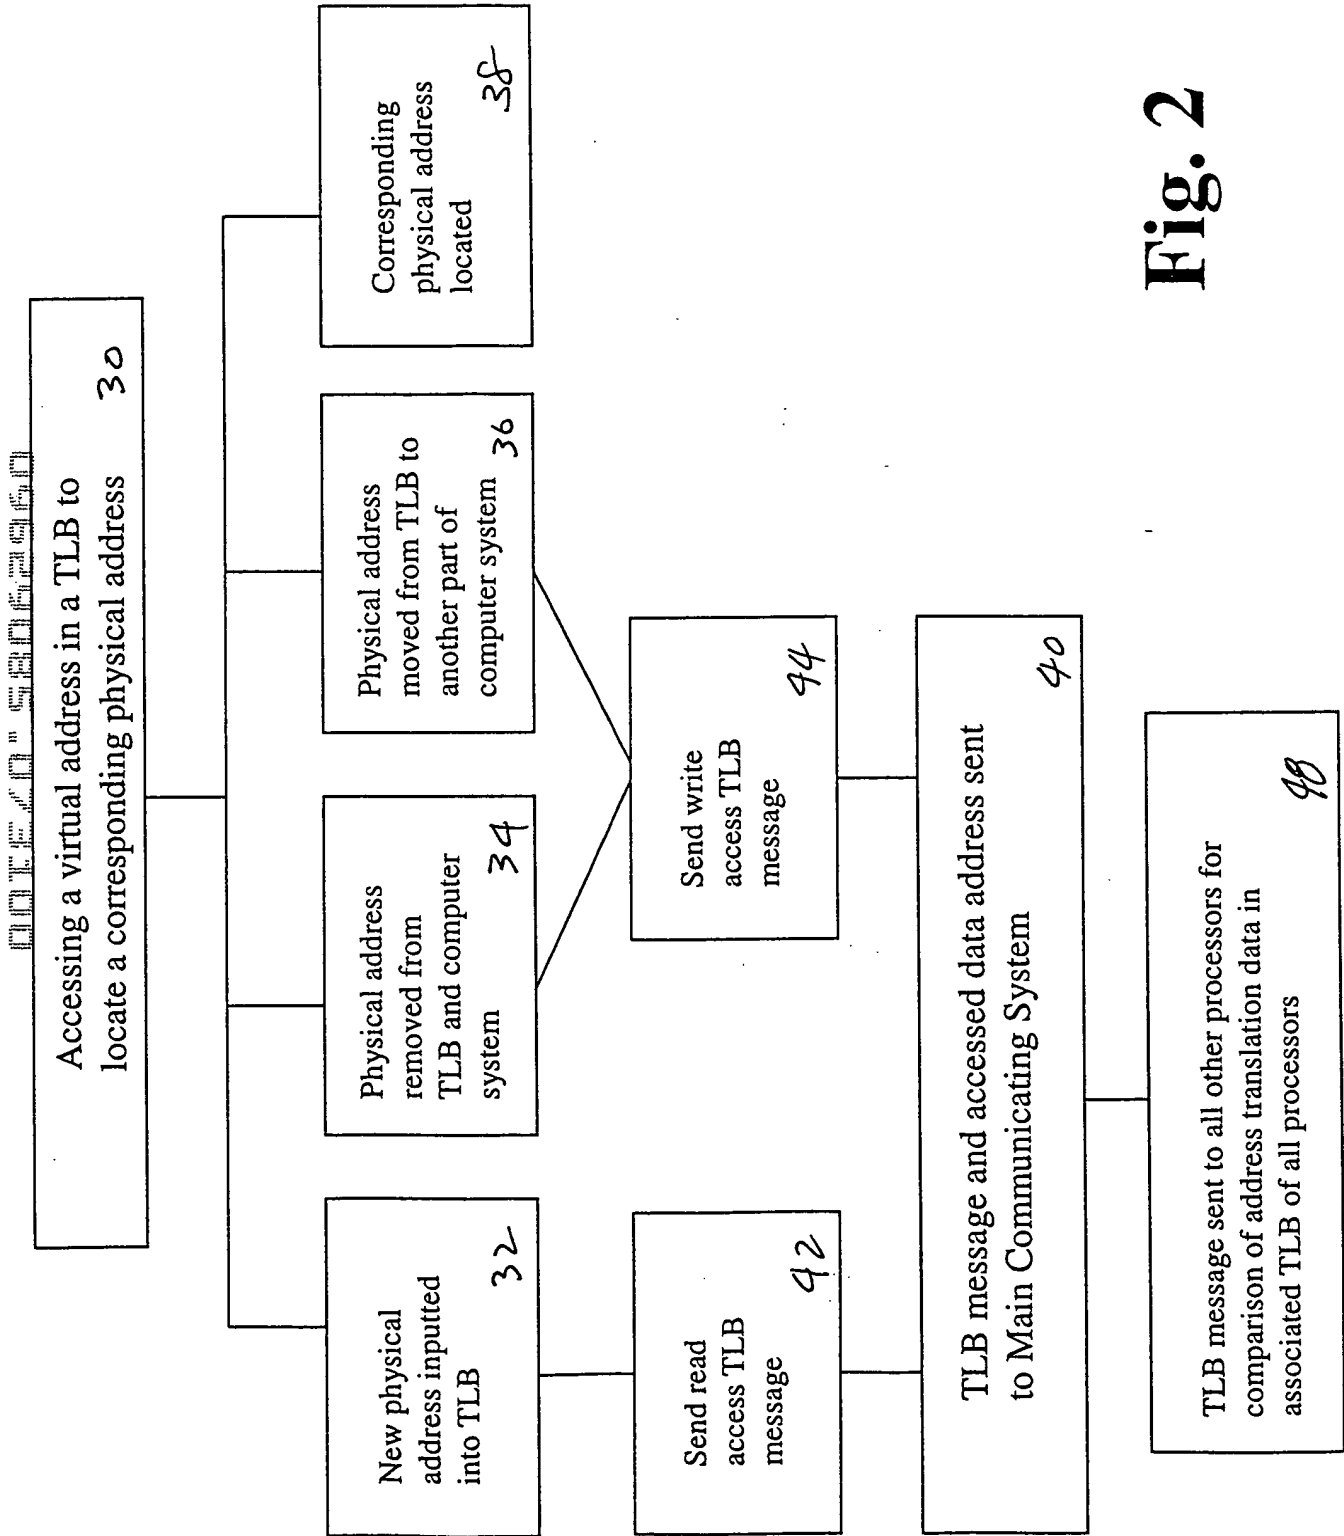 Accessing a virtual address in a TLB to
locate a corresponding physical address 30
New physical
address inputted
into TLB 32
Physical address
removed from
TLB and computer
system 34
Physical address
moved from TLB to
another part of
computer system 36
Corresponding
physical address
located 38
Send read
access TLB
message 42
Send write
access TLB
message 44
TLB message and accessed data address sent
to Main Communicating System 40
TLB message sent to all other processors for
comparison of address translation data in
associated TLB of all processors 48
Fig. 2